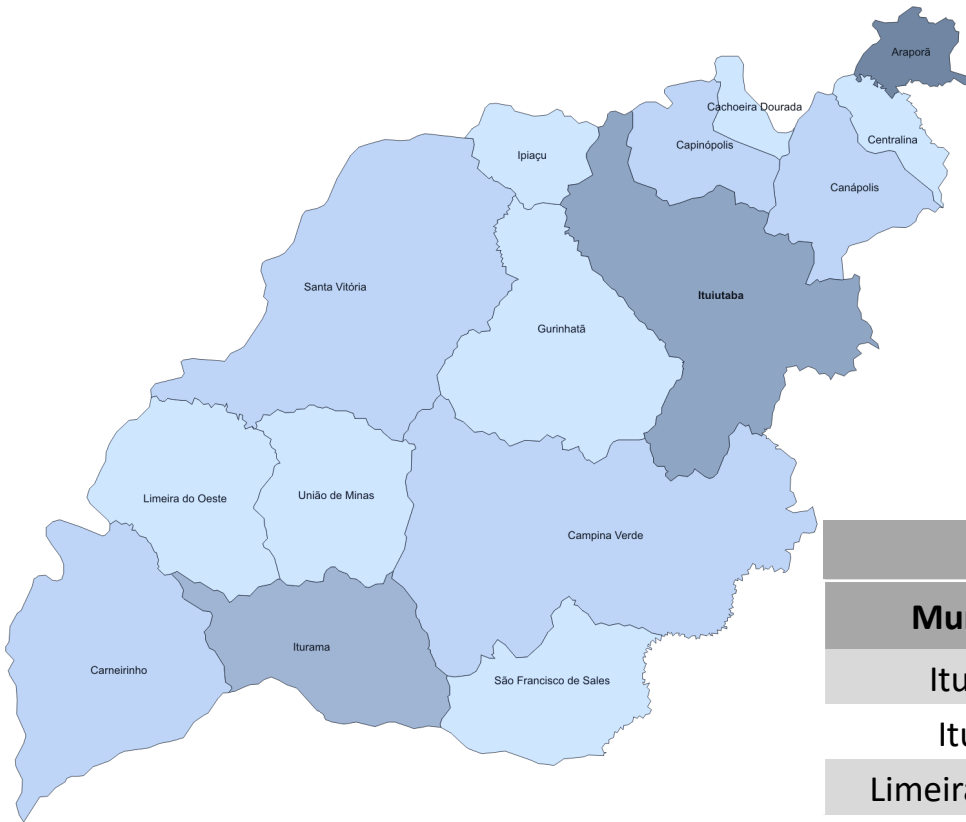 Araporã
Cachoeira Dourada
Centralina
Capinópolis
Ipiaçu
Canápolis
Santa Vitória
Ituiutaba
Gurinhatã
Limeira do Oeste
União de Minas
Campina Verde
Iturama
Carneirinho
São Francisco de Sales